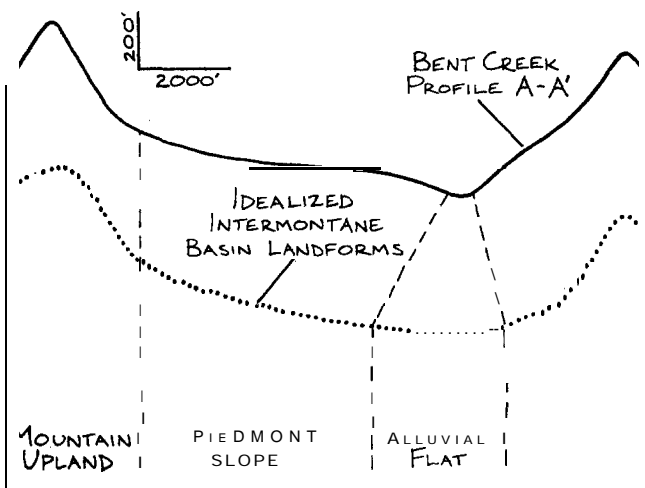 200'
2000'
BENT CREEK
PROFILE A-A'
IDEALIZED
INTERMONTANE
BASIN LANDFORMS
MOUNTAIN
UPLAND
PIEDMONT
SLOPE
ALLUVIAL
FLAT